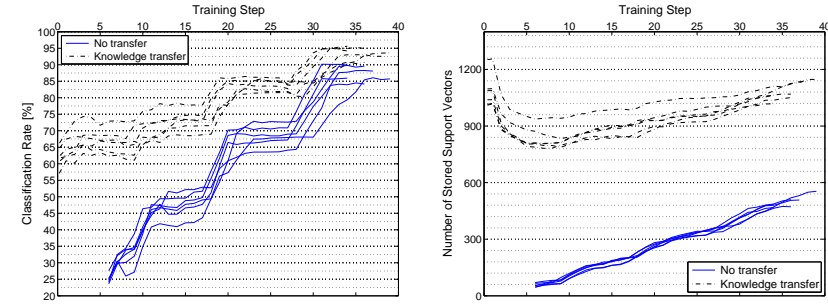 Training Step
0 5 10 15 20 25 30 35 40
100
95
90
85
80
75
70
65
60
55
50
45
40
35
30
25
20
Classification Rate [%]
No transfer
Knowledge transfer
Training Step
0 5 10 15 20 25 30 35 40
1200
900
600
300
0
Number of Stored Support Vectors
No transfer
Knowledge transfer